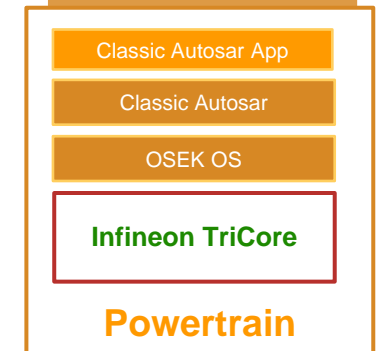 Classic Autosar App
Classic Autosar
OSEK OS
Infineon TriCore
Powertrain